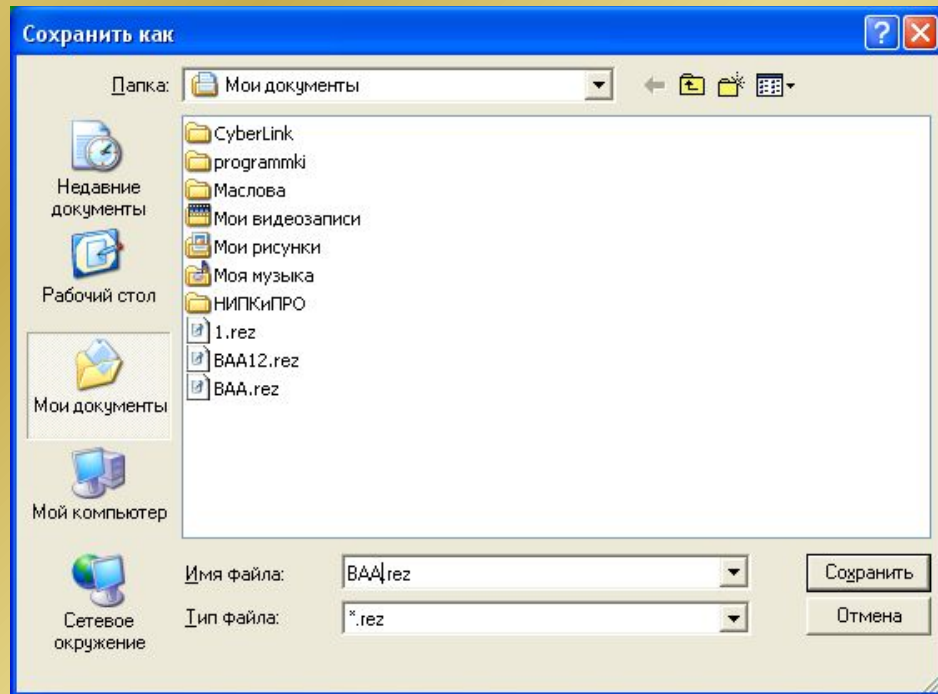 Сохранить как
Папка: Мои документы
Недавние
документы
Рабочий стол
Мои документы
Мой компьютер
Сетевое
окружение
CyberLink
programmki
Маслова
Мои видеозаписи
Мои рисунки
Моя музыка
НИПКиПРО
1.rez
BAA12.rez
BAA.rez
Имя файла: BAA.rez
Сохранить
Тип файла: *.rez
Отмена